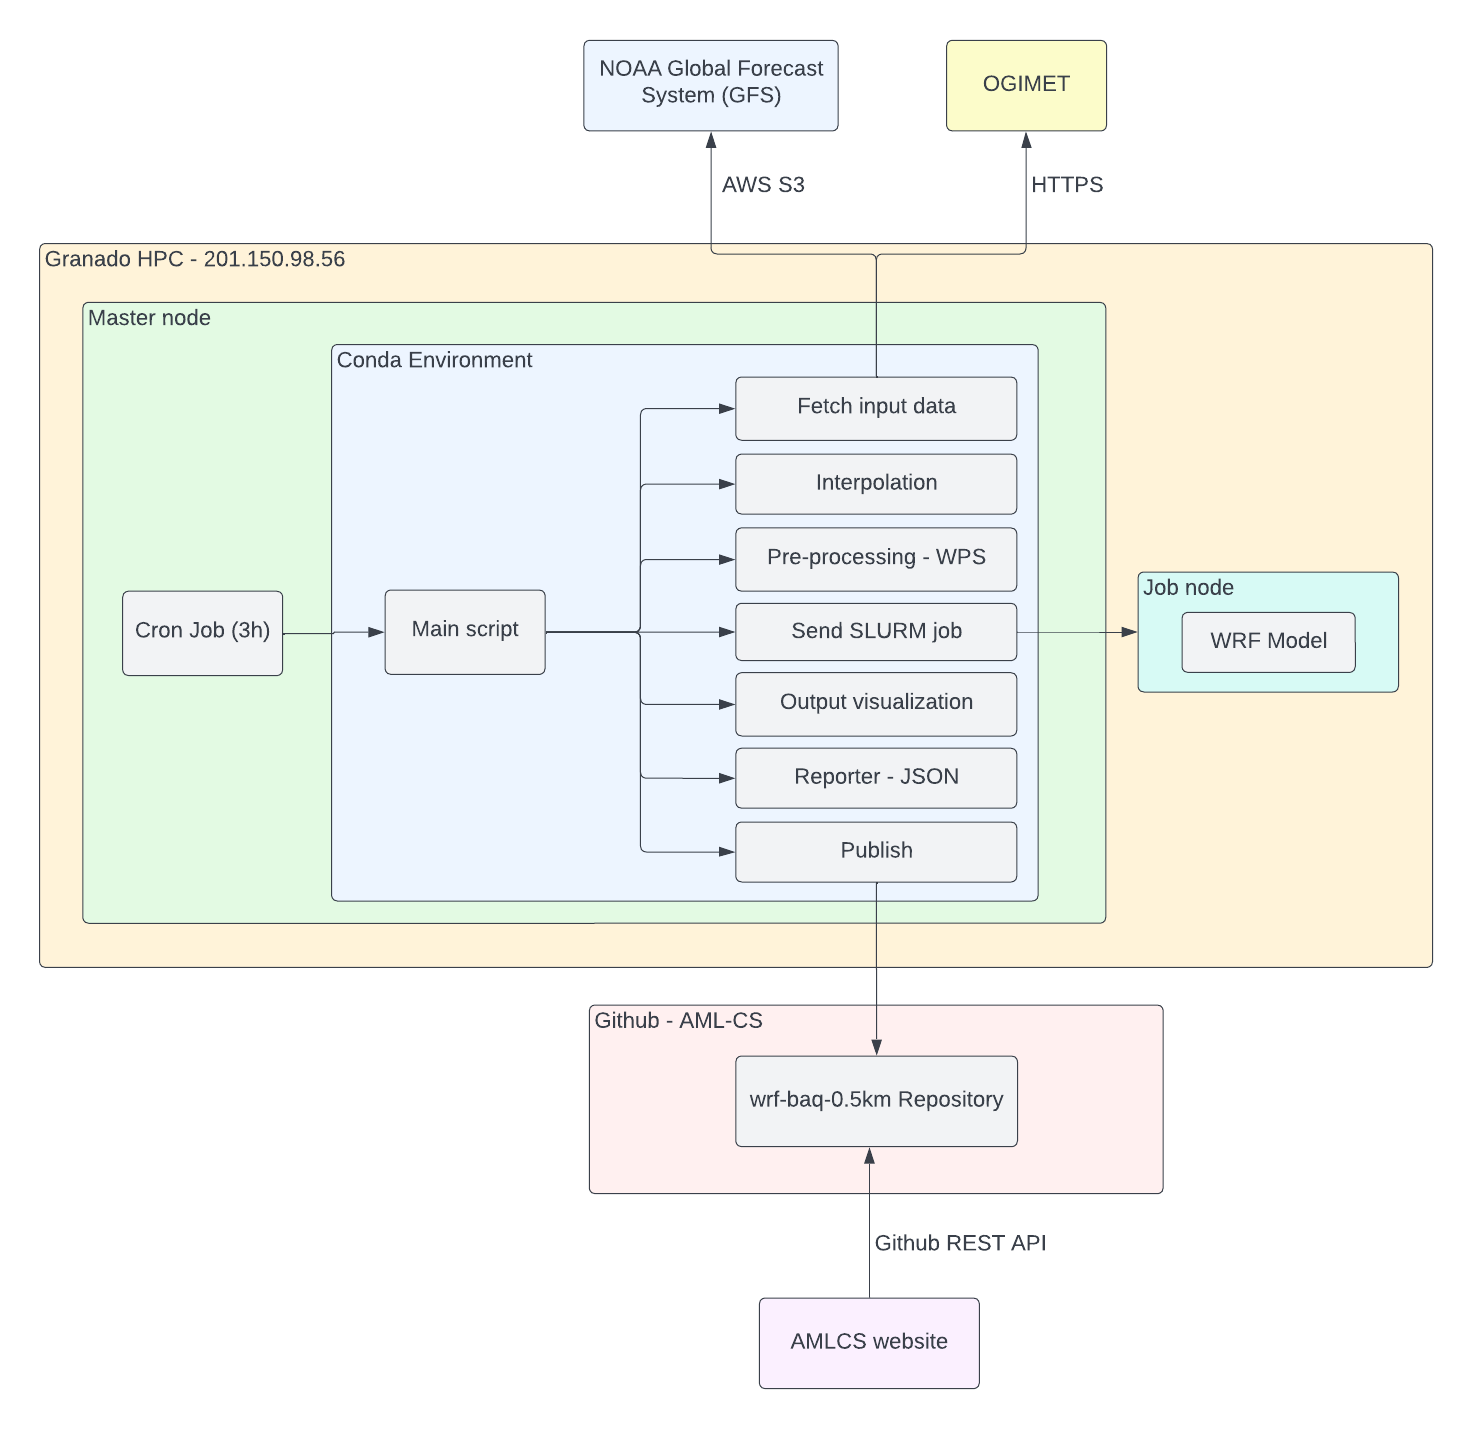 NOAA Global Forecast
System (GFS)
OGIMET
AWS S3
HTTPS
Granado HPC - 201.150.98.56
Master node
Conda Environment
Fetch input data
Interpolation
Pre-processing - WPS
Job node
Cron Job (3h)
Main script
Send SLURM job
WRF Model
Output visualization
Reporter - JSON
Publish
Github - AML-CS
wrf-baq-0.5km Repository
Github REST API
AMLCS website